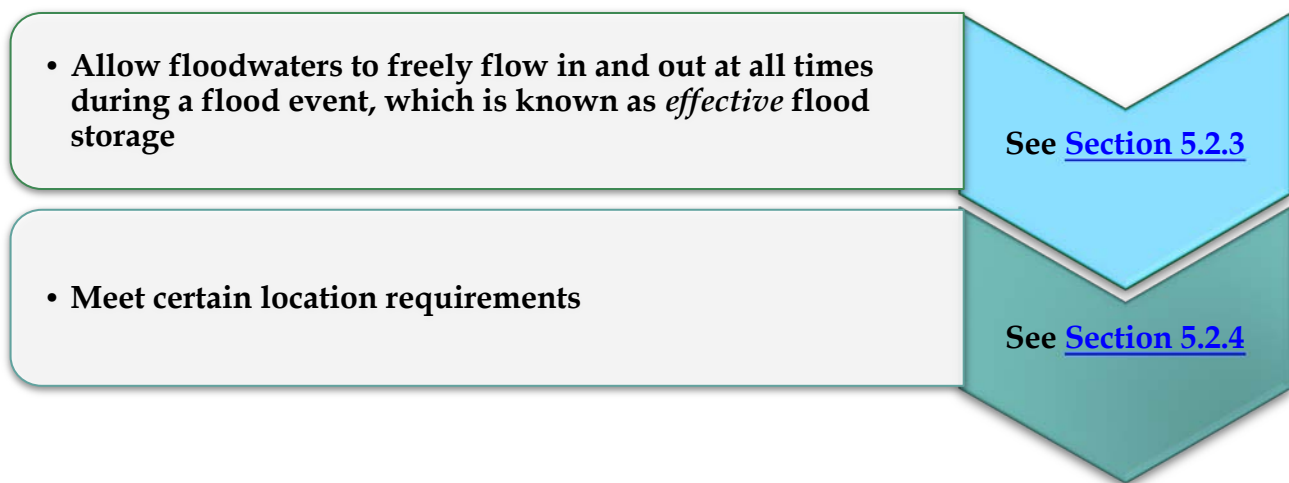 • Allow floodwaters to freely flow in and out at all times
during a flood event, which is known as effective flood
storage
See Section 5.2.3
• Meet certain location requirements
See Section 5.2.4